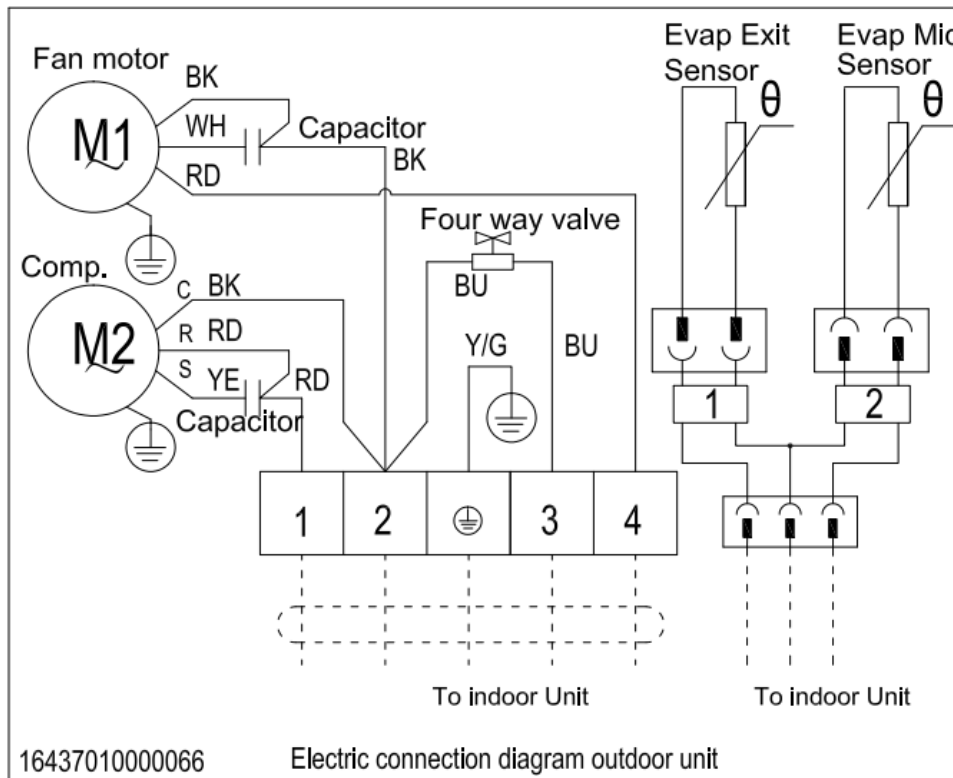 Fan motor
BK
M1
WH
Capacitor
BK
RD
Evap Exit
Sensor
θ
Evap Mid
Sensor
θ
Four way valve
BU
BU
Y/G
Comp.
M2
C BK
R RD
S YE
RD
Capacitor
1 2 3 4
1
2
To indoor Unit
To indoor Unit
16437010000066
Electric connection diagram outdoor unit